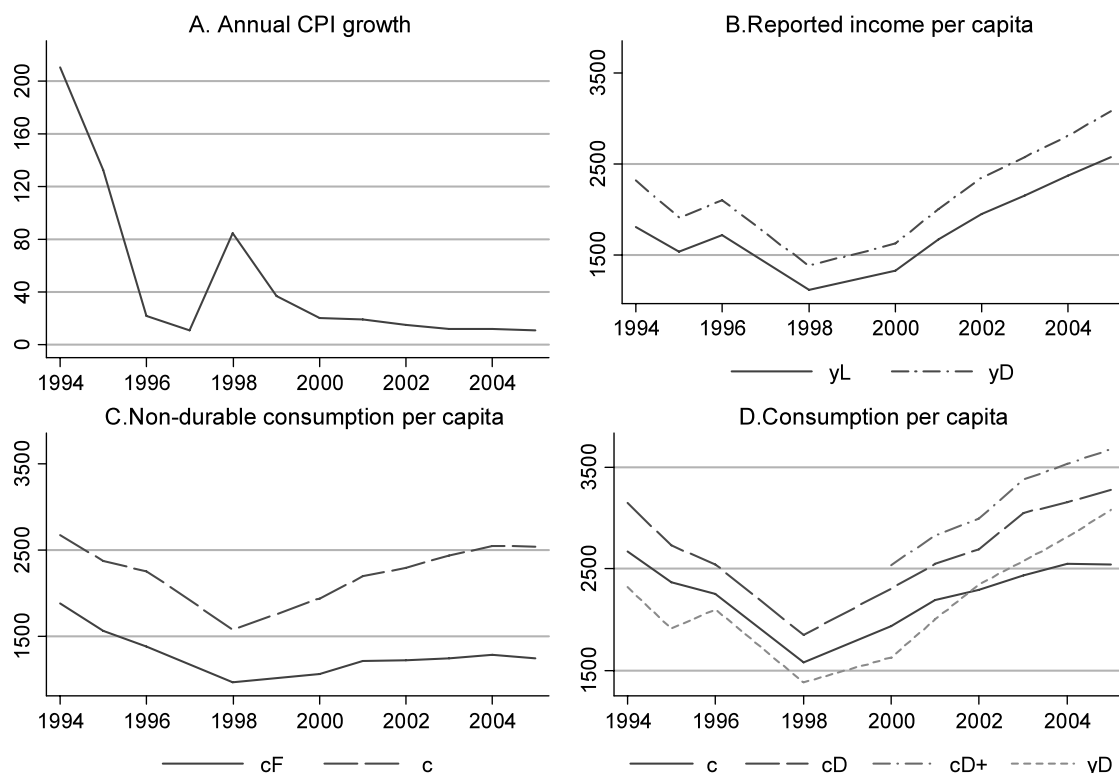 A. Annual CPI growth
200
160
120
80
40
0
1994 1996 1998 2000 2002 2004
B.Reported income per capita
3500
2500
1500
1994 1996 1998 2000 2002 2004
yL yD
C.Non-durable consumption per capita
3500
2500
1500
1994 1996 1998 2000 2002 2004
cF c
D.Consumption per capita
3500
2500
1500
1994 1996 1998 2000 2002 2004
c cD cD+ yD